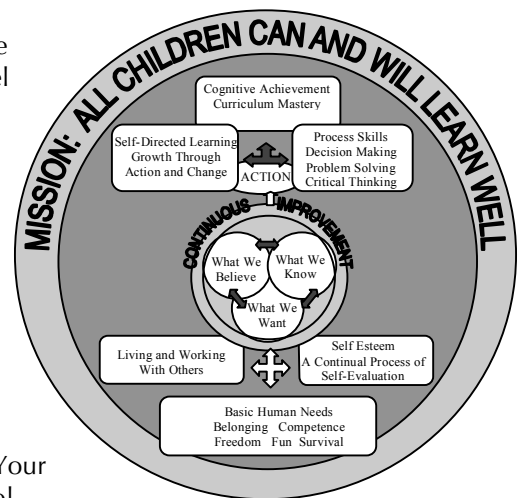 e
el
MISSION: ALL CHILDREN CAN AND WILL LEARN WELL
Cognitive Achievement
Curriculum Mastery
Self-Directed Learning
Growth Through
Action and Change
Process Skills
Decision Making
Problem Solving
Critical Thinking
ACTION
CONTINUOUS IMPROVEMENT
What We
Believe
What We
Know
What We
Want
Living and Working
With Others
Self Esteem
A Continual Process of
Self-Evaluation
Basic Human Needs
Belonging Competence
Freedom Fun Survival
Your